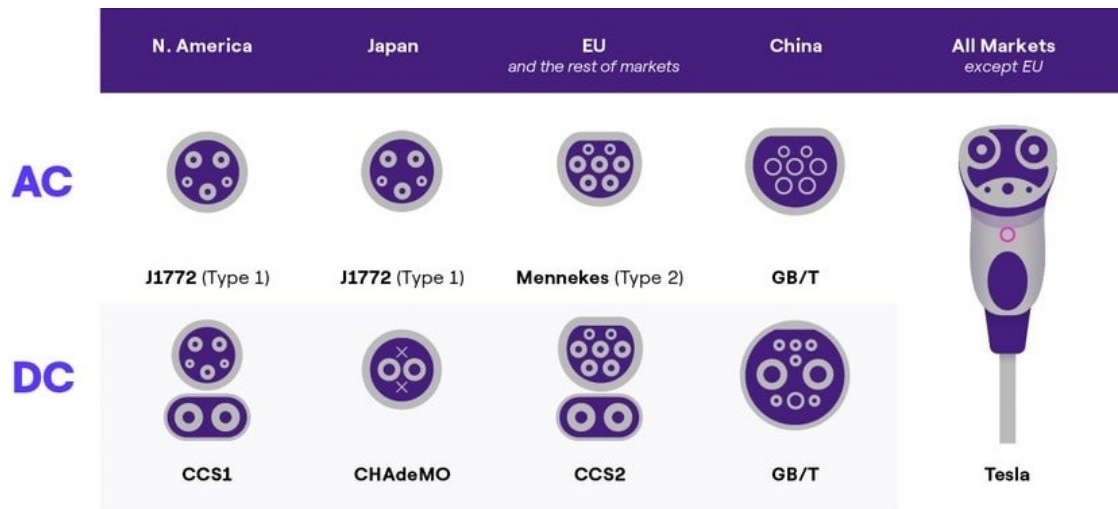 N. America
Japan
EU
and the rest of markets
China
All Markets
except EU
AC
J1772 (Type 1)
J1772 (Type 1)
Mennekes (Type 2)
GB/T
DC
CCS1
CHAdeMO
CCS2
GB/T
Tesla